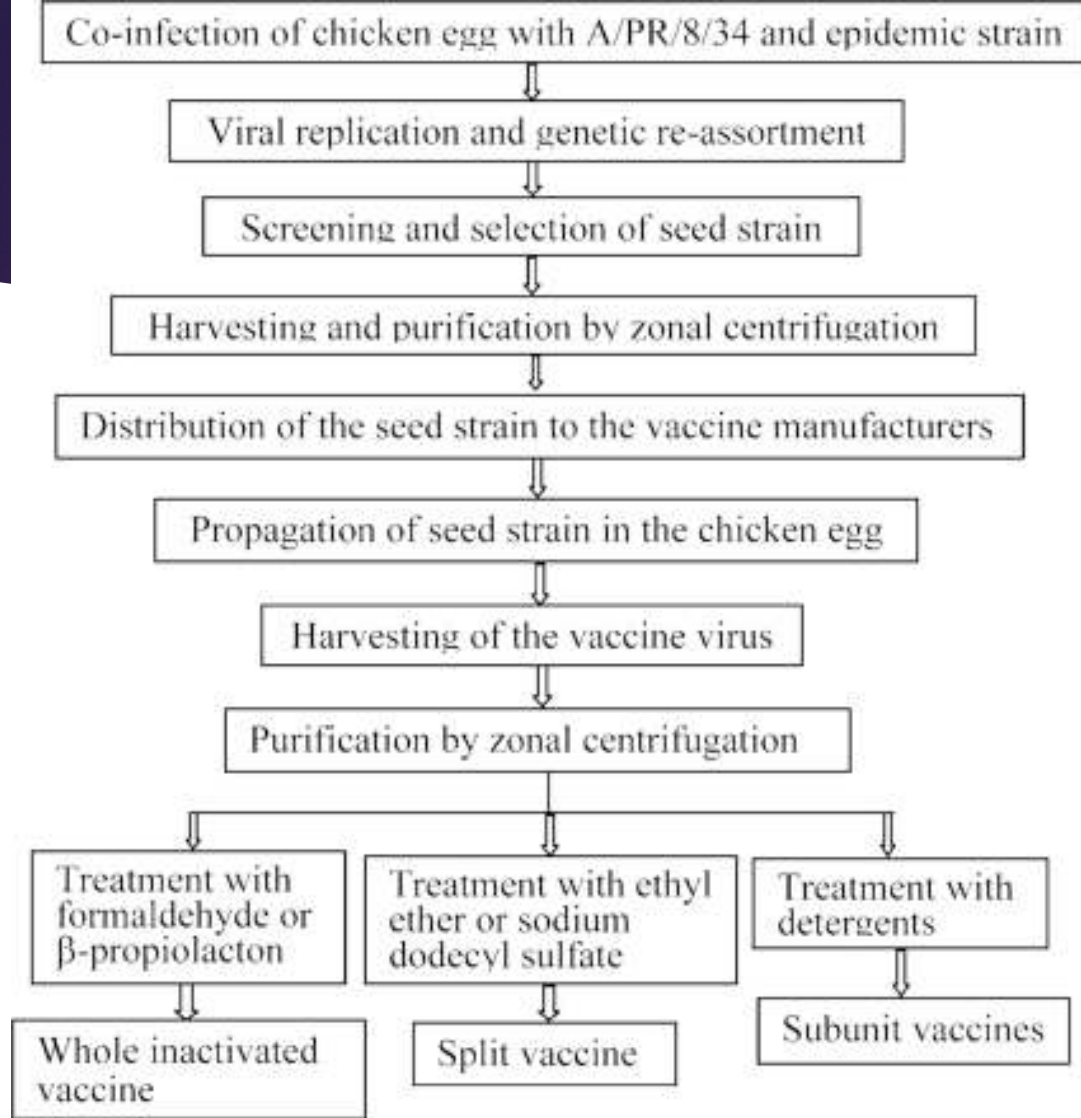 Co-infection of chicken egg with A/PR/8/34 and epidemic strain
Viral replication and genetic re-assortment
Screening and selection of seed strain
Harvesting and purification by zonal centrifugation
Distribution of the seed strain to the vaccine manufacturers
Propagation of seed strain in the chicken egg
Harvesting of the vaccine virus
Purification by zonal centrifugation
Treatment with
formaldehyde or
β-propiolacton
Whole inactivated
vaccine
Treatment with ethyl
ether or sodium
dodecyl sulfate
Split vaccine
Treatment with
detergents
Subunit vaccines